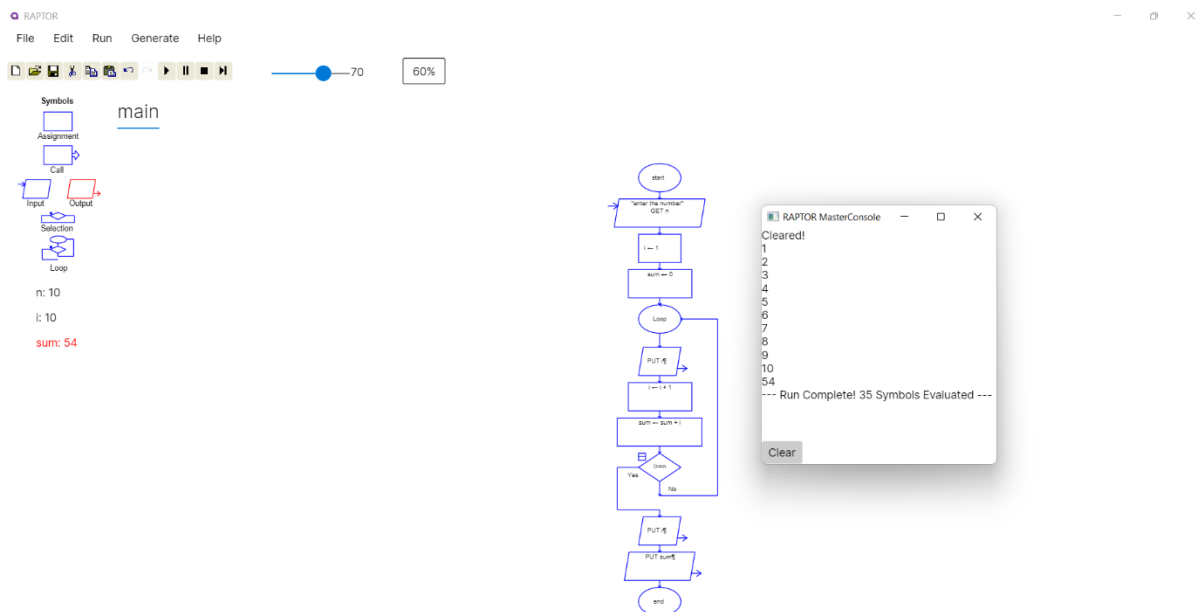 RAPTOR
File Edit Run Generate Help
70
60%
Symbols
Assignment
Call
Input Output
Selection
Loop
n: 10
i: 10
sum: 54
main
start
"enter the number"
GET n
i ← 1
sum ← 0
Loop
PUT i¶
i ← i + 1
sum ← sum + i
Yes
No
PUT i¶
PUT sum¶
end
RAPTOR MasterConsole
Cleared!
1
2
3
4
5
6
7
8
9
10
54
--- Run Complete! 35 Symbols Evaluated ---
Clear